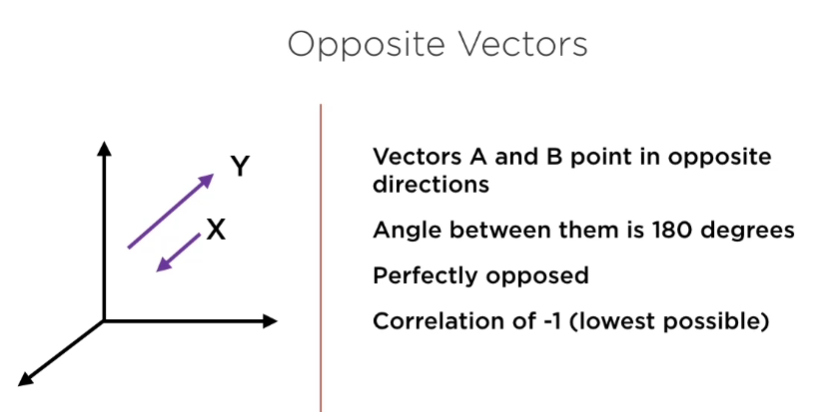 Opposite Vectors
Y
X
Vectors A and B point in opposite
directions
Angle between them is 180 degrees
Perfectly opposed
Correlation of -1 (lowest possible)